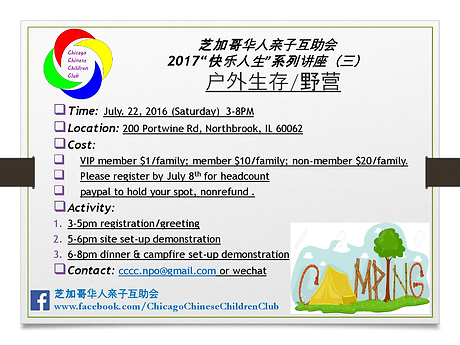 Chicago
Chinese
Children
Club
芝加哥华人亲子互助会
2017“快乐人生”系列讲座（三）
户外生存/野营
Time: July. 22, 2016 (Saturday) 3-8PM
Location: 200 Portwine Rd, Northbrook, IL 60062
Cost:
VIP member $1/family; member $10/family; non-member $20/family.
Please register by July 8th for headcount
paypal to hold your spot, nonrefund .
Activity:
1. 3-5pm registration/greeting
2. 5-6pm site set-up demonstration
3. 6-8pm dinner & campfire set-up demonstration
Contact: cccc.npo@gmail.com or wechat
CAMPING
芝加哥华人亲子互助会
www.facebook.com/ChicagoChineseChildrenClub